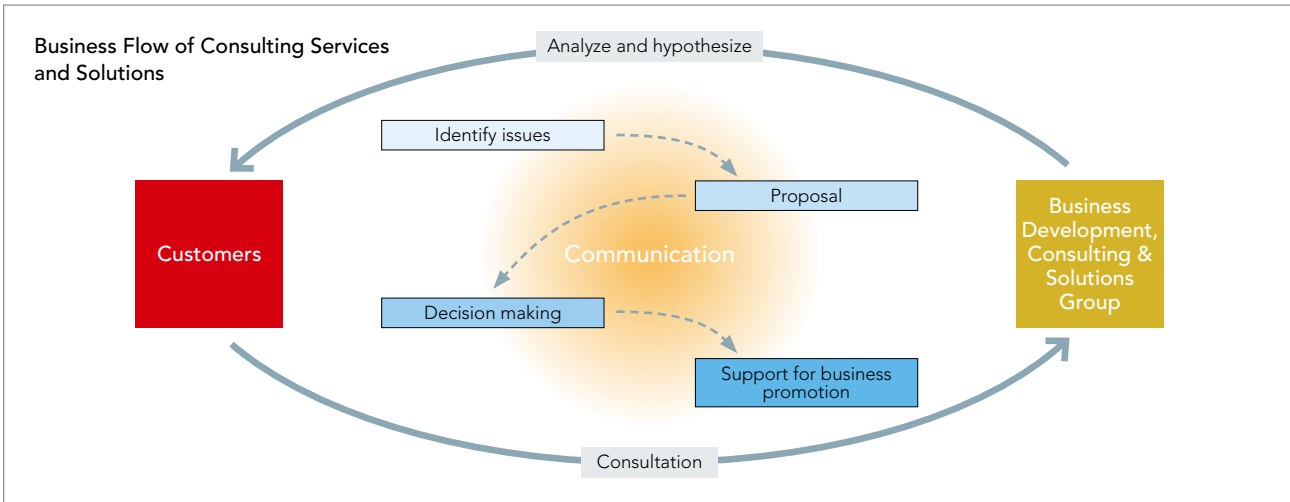 Business Flow of Consulting Services
and Solutions
Analyze and hypothesize
Identify issues
Proposal
Customers
Communication
Business
Development,
Consulting &
Solutions
Group
Decision making
Support for business
promotion
Consultation